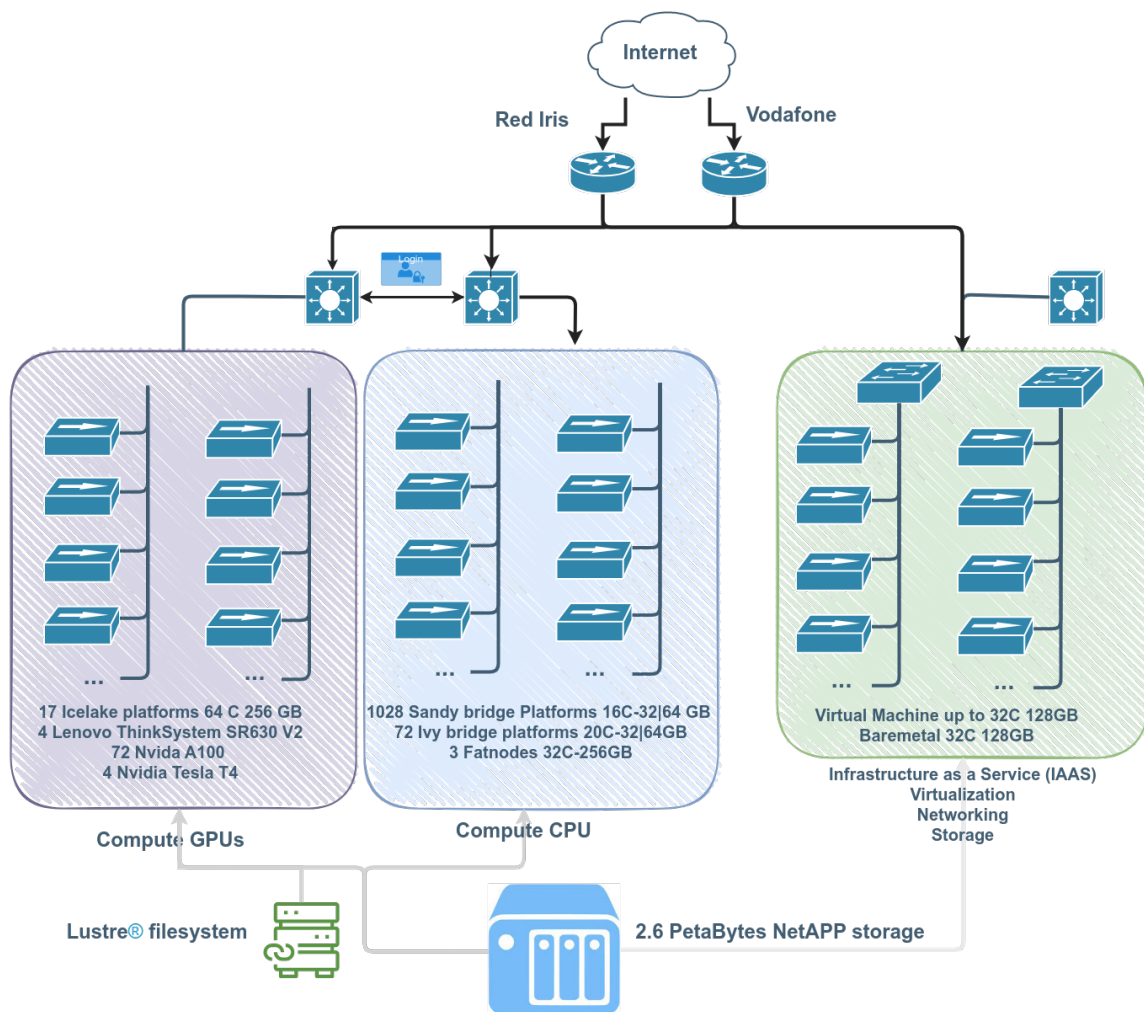 Internet
Red Iris
Vodafone
Login
...
...
17 Icelake platforms 64 C 256 GB
4 Lenovo ThinkSystem SR630 V2
72 Nvida A100
4 Nvidia Tesla T4
Compute GPUs
...
...
1028 Sandy bridge Platforms 16C-32|64 GB
72 Ivy bridge platforms 20C-32|64GB
3 Fatnodes 32C-256GB
Compute CPU
...
...
Virtual Machine up to 32C 128GB
Baremetal 32C 128GB
Infrastructure as a Service (IAAS)
Virtualization
Networking
Storage
Lustre® filesystem
2.6 PetaBytes NetAPP storage